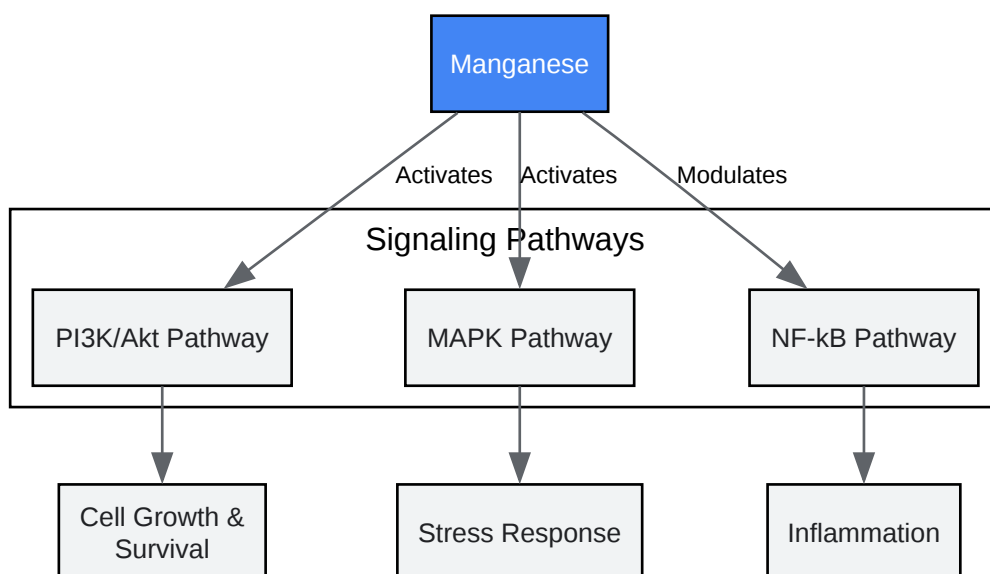 Manganese
Activates
Activates
Modulates
Signaling Pathways
PI3K/Akt Pathway
MAPK Pathway
NF-kB Pathway
Cell Growth &
Survival
Stress Response
Inflammation